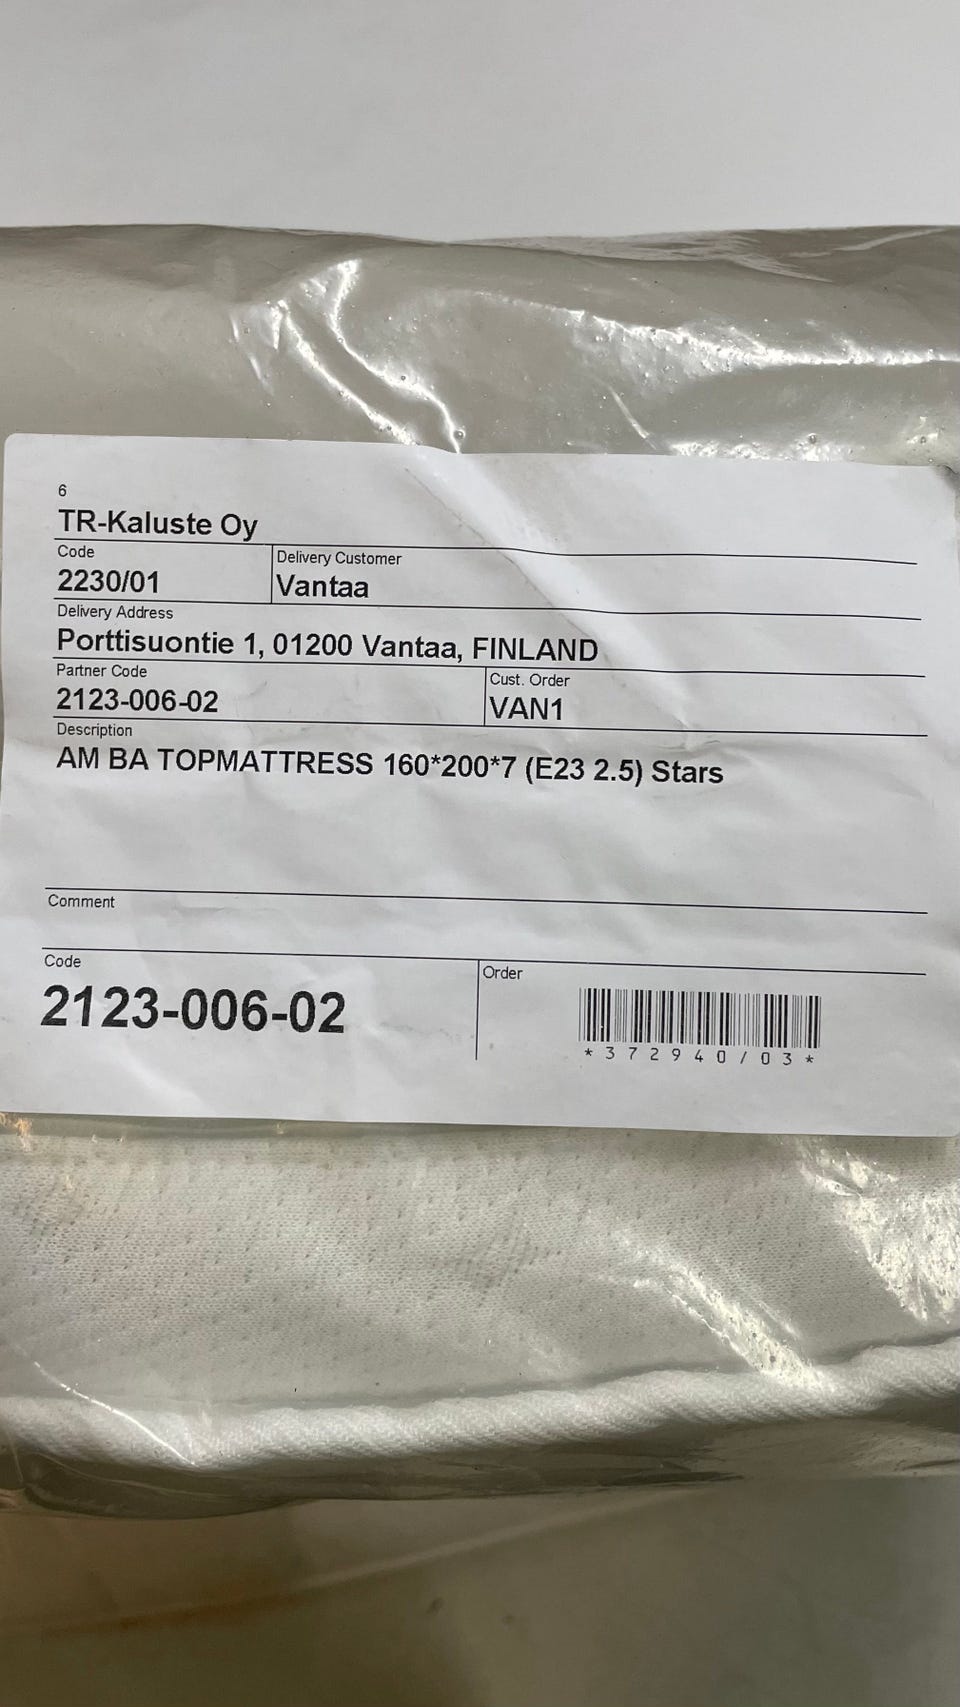 6
TR-Kaluste Oy
Code
2230/01
Delivery Customer
Vantaa
Delivery Address
Porttisuontie 1, 01200 Vantaa, FINLAND
Partner Code
2123-006-02
Cust. Order
VAN1
Description
AM BA TOPMATTRESS 160*200*7 (E23 2.5) Stars
Comment
Code
2123-006-02
Order
*372940/03*